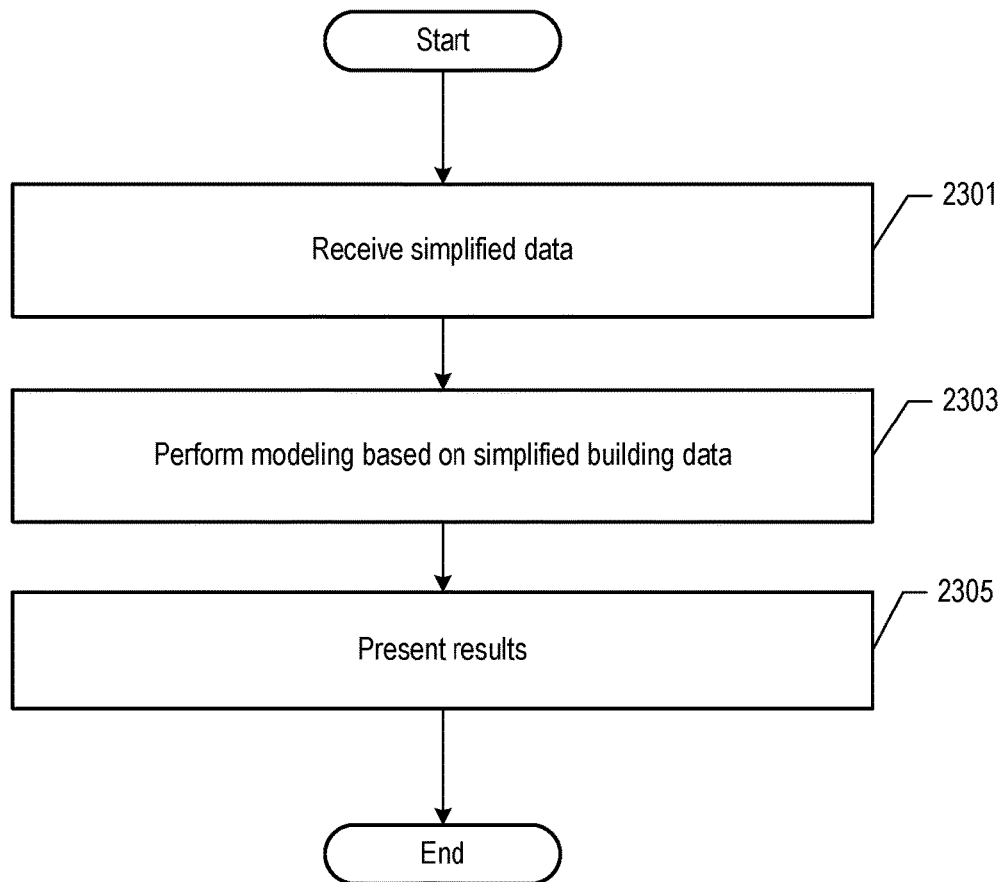 Start
2301
Receive simplified data
2303
Perform modeling based on simplified building data
2305
Present results
End